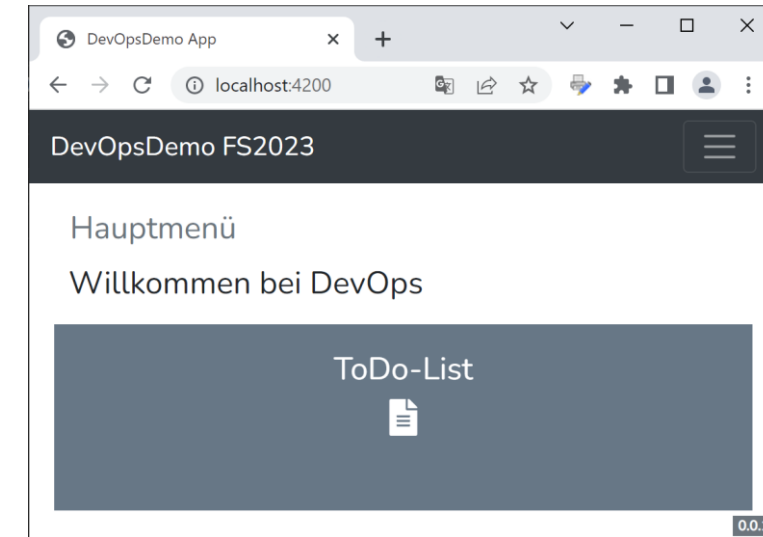 DevOpsDemo App
localhost:4200
DevOpsDemo FS2023
Hauptmenü
Willkommen bei DevOps
ToDo-List